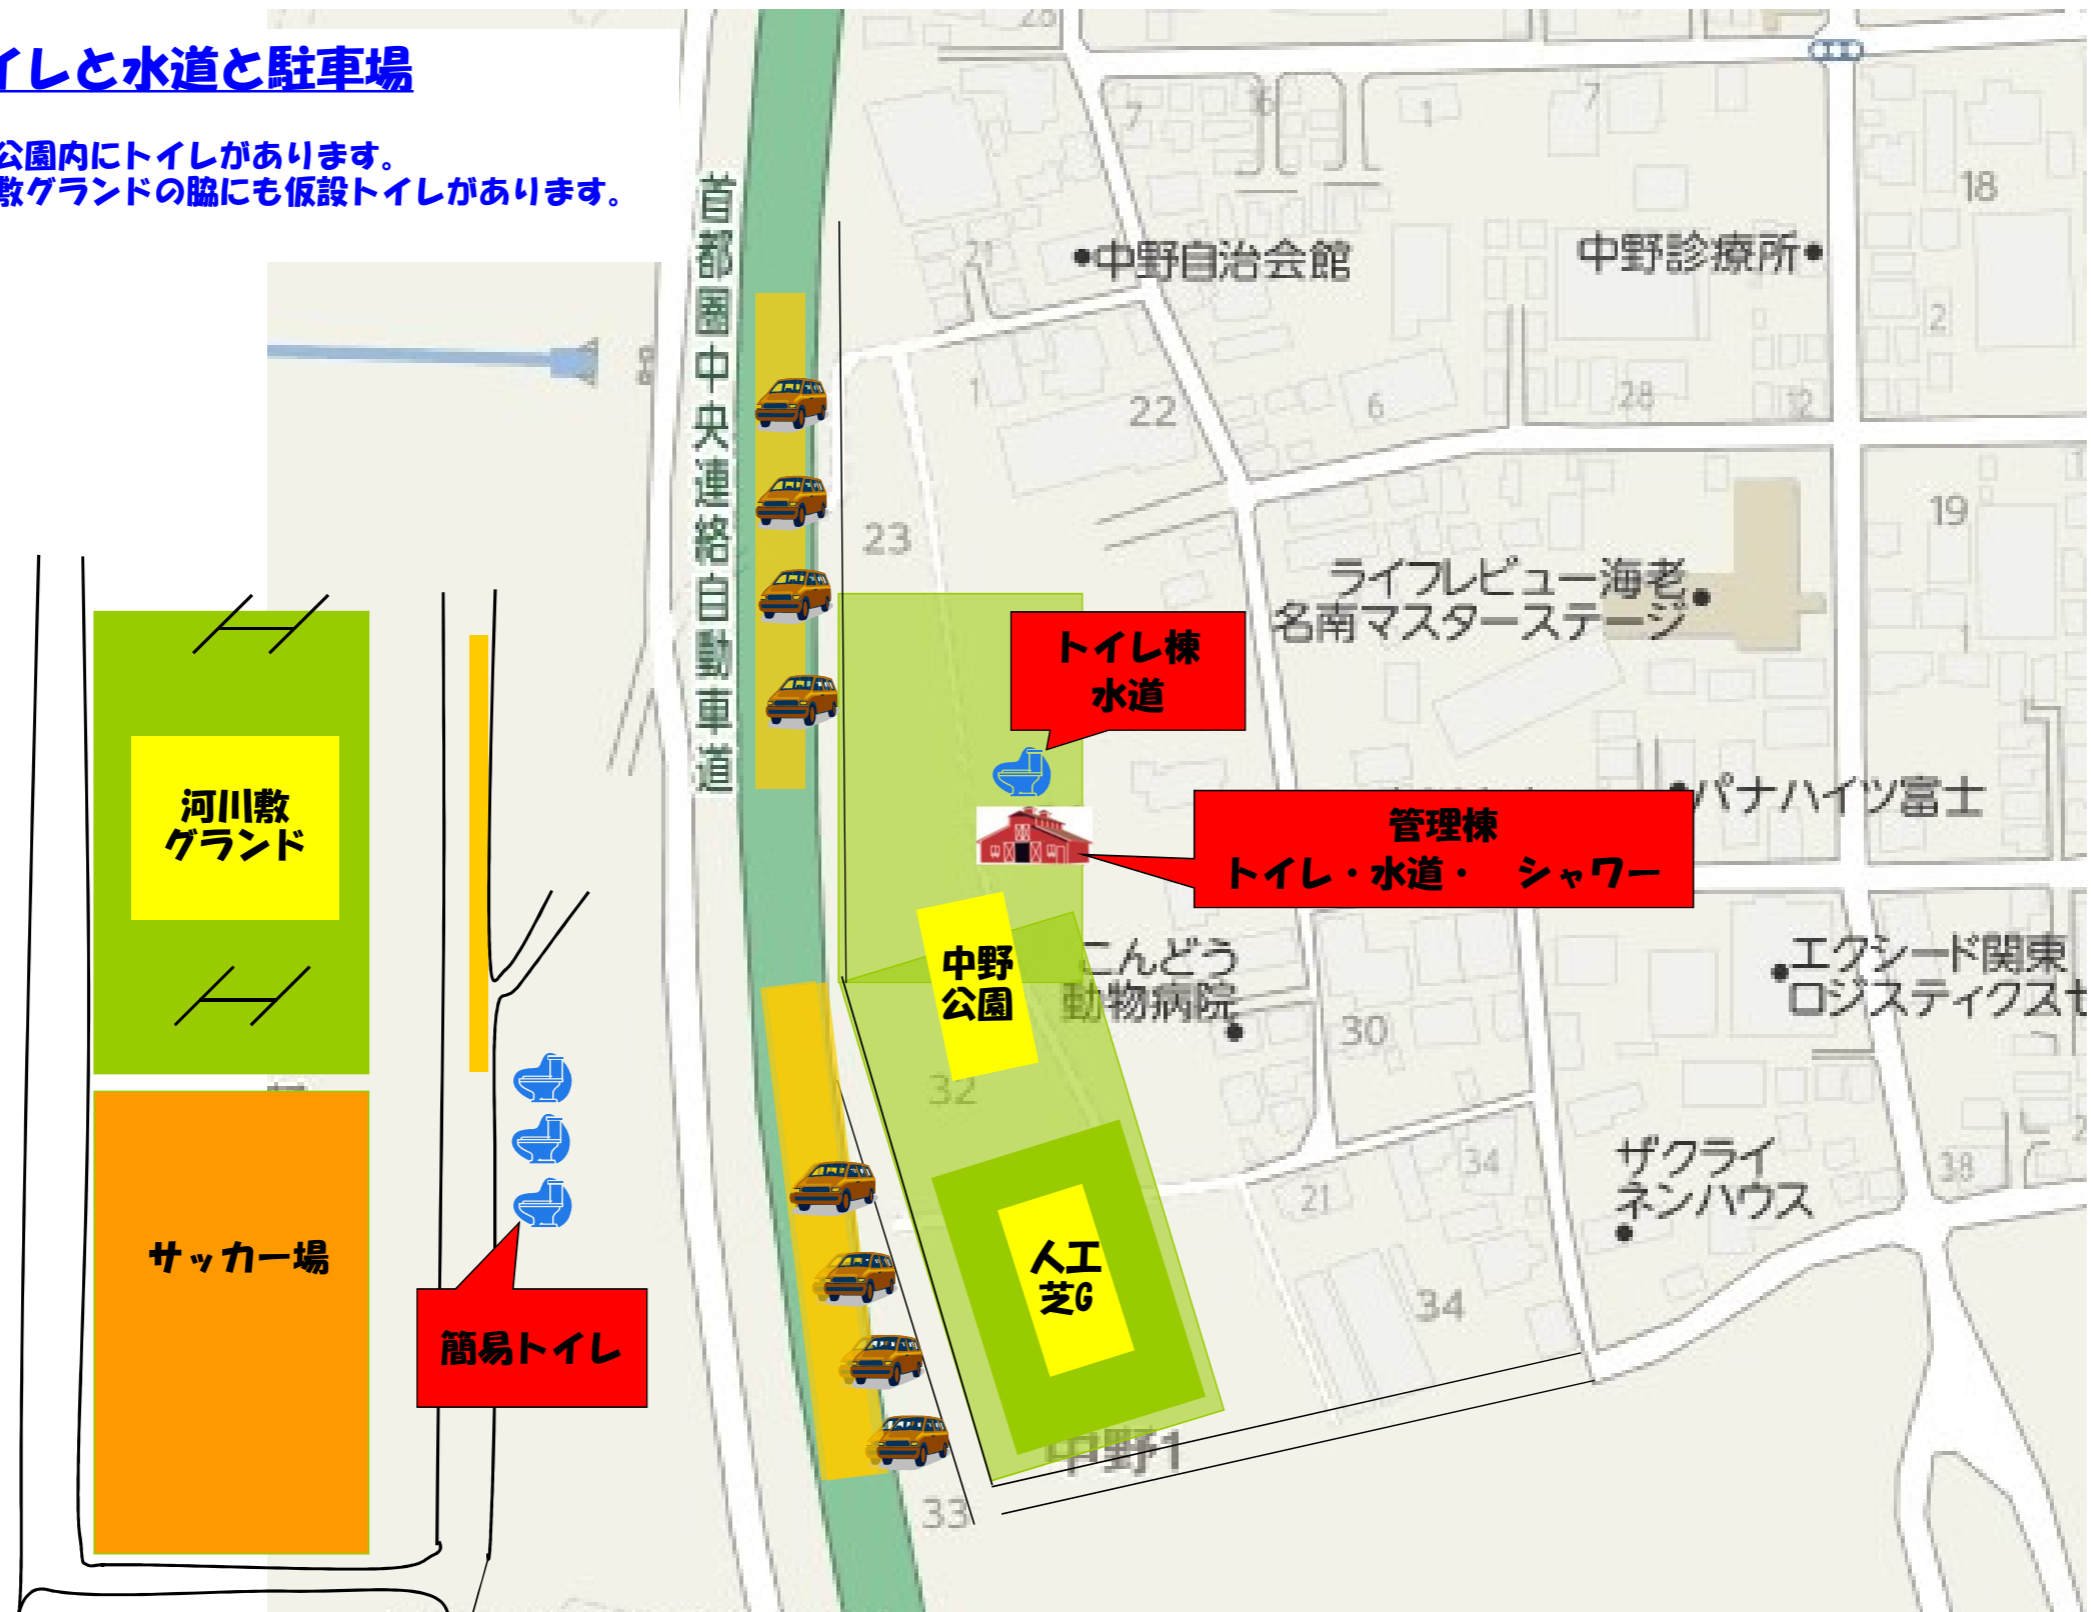 イレと水道と駐車場
公園内にトイレがあります。
敷グランドの脇にも仮設トイレがあります。
首都圏中央連絡自動車道
7
16
1
7
18
中野自治会館
中野診療所
21
2
1
22
6
28
12
23
19
ライフレビュー海老
名南マスターステージ
1
トイレ棟
水道
河川敷
グランド
パナハイツ富士
管理棟
トイレ・水道・　シャワー
中野
公園
こんどう
動物病院
エクシード関東
ロジスティクスセ
30
32
ザクライ
ネンハウス
34
38
21
サッカー場
人工
芝G
34
簡易トイレ
中野1
33